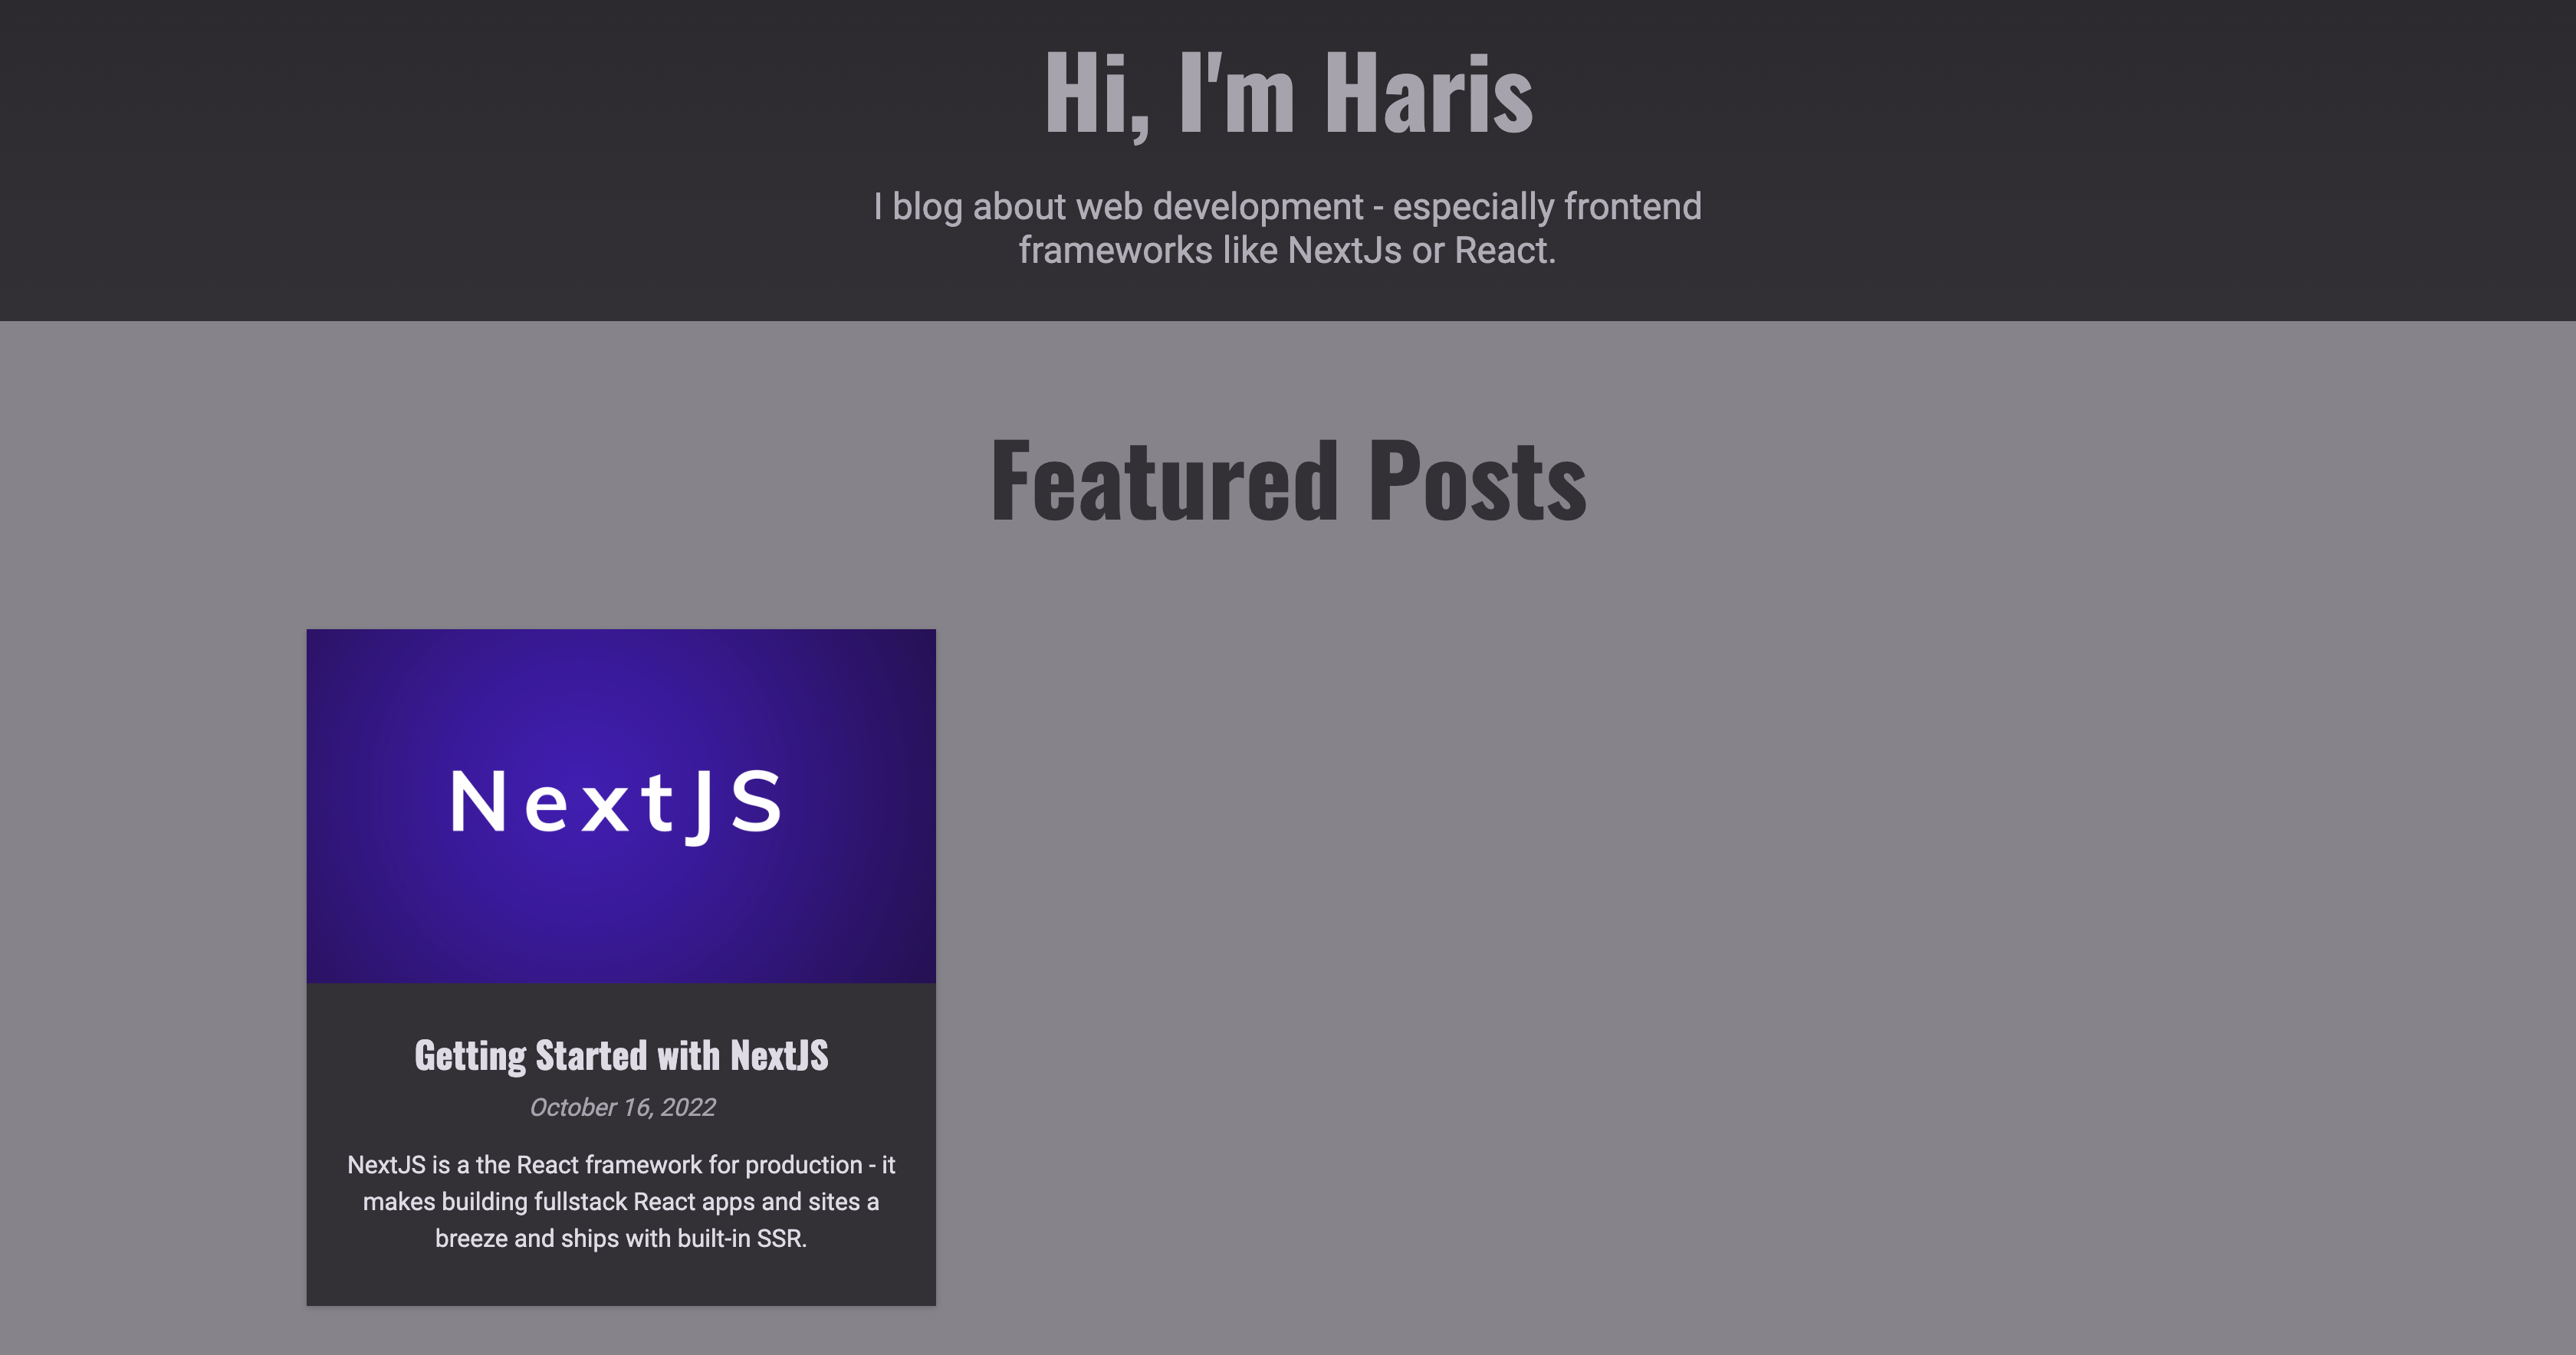 Hi, I'm Haris
I blog about web development - especially frontend
frameworks like NextJs or React.
Featured Posts
NextJS
Getting Started with NextJS
October 16, 2022
NextJS is a the React framework for production - it
makes building fullstack React apps and sites a
breeze and ships with built-in SSR.